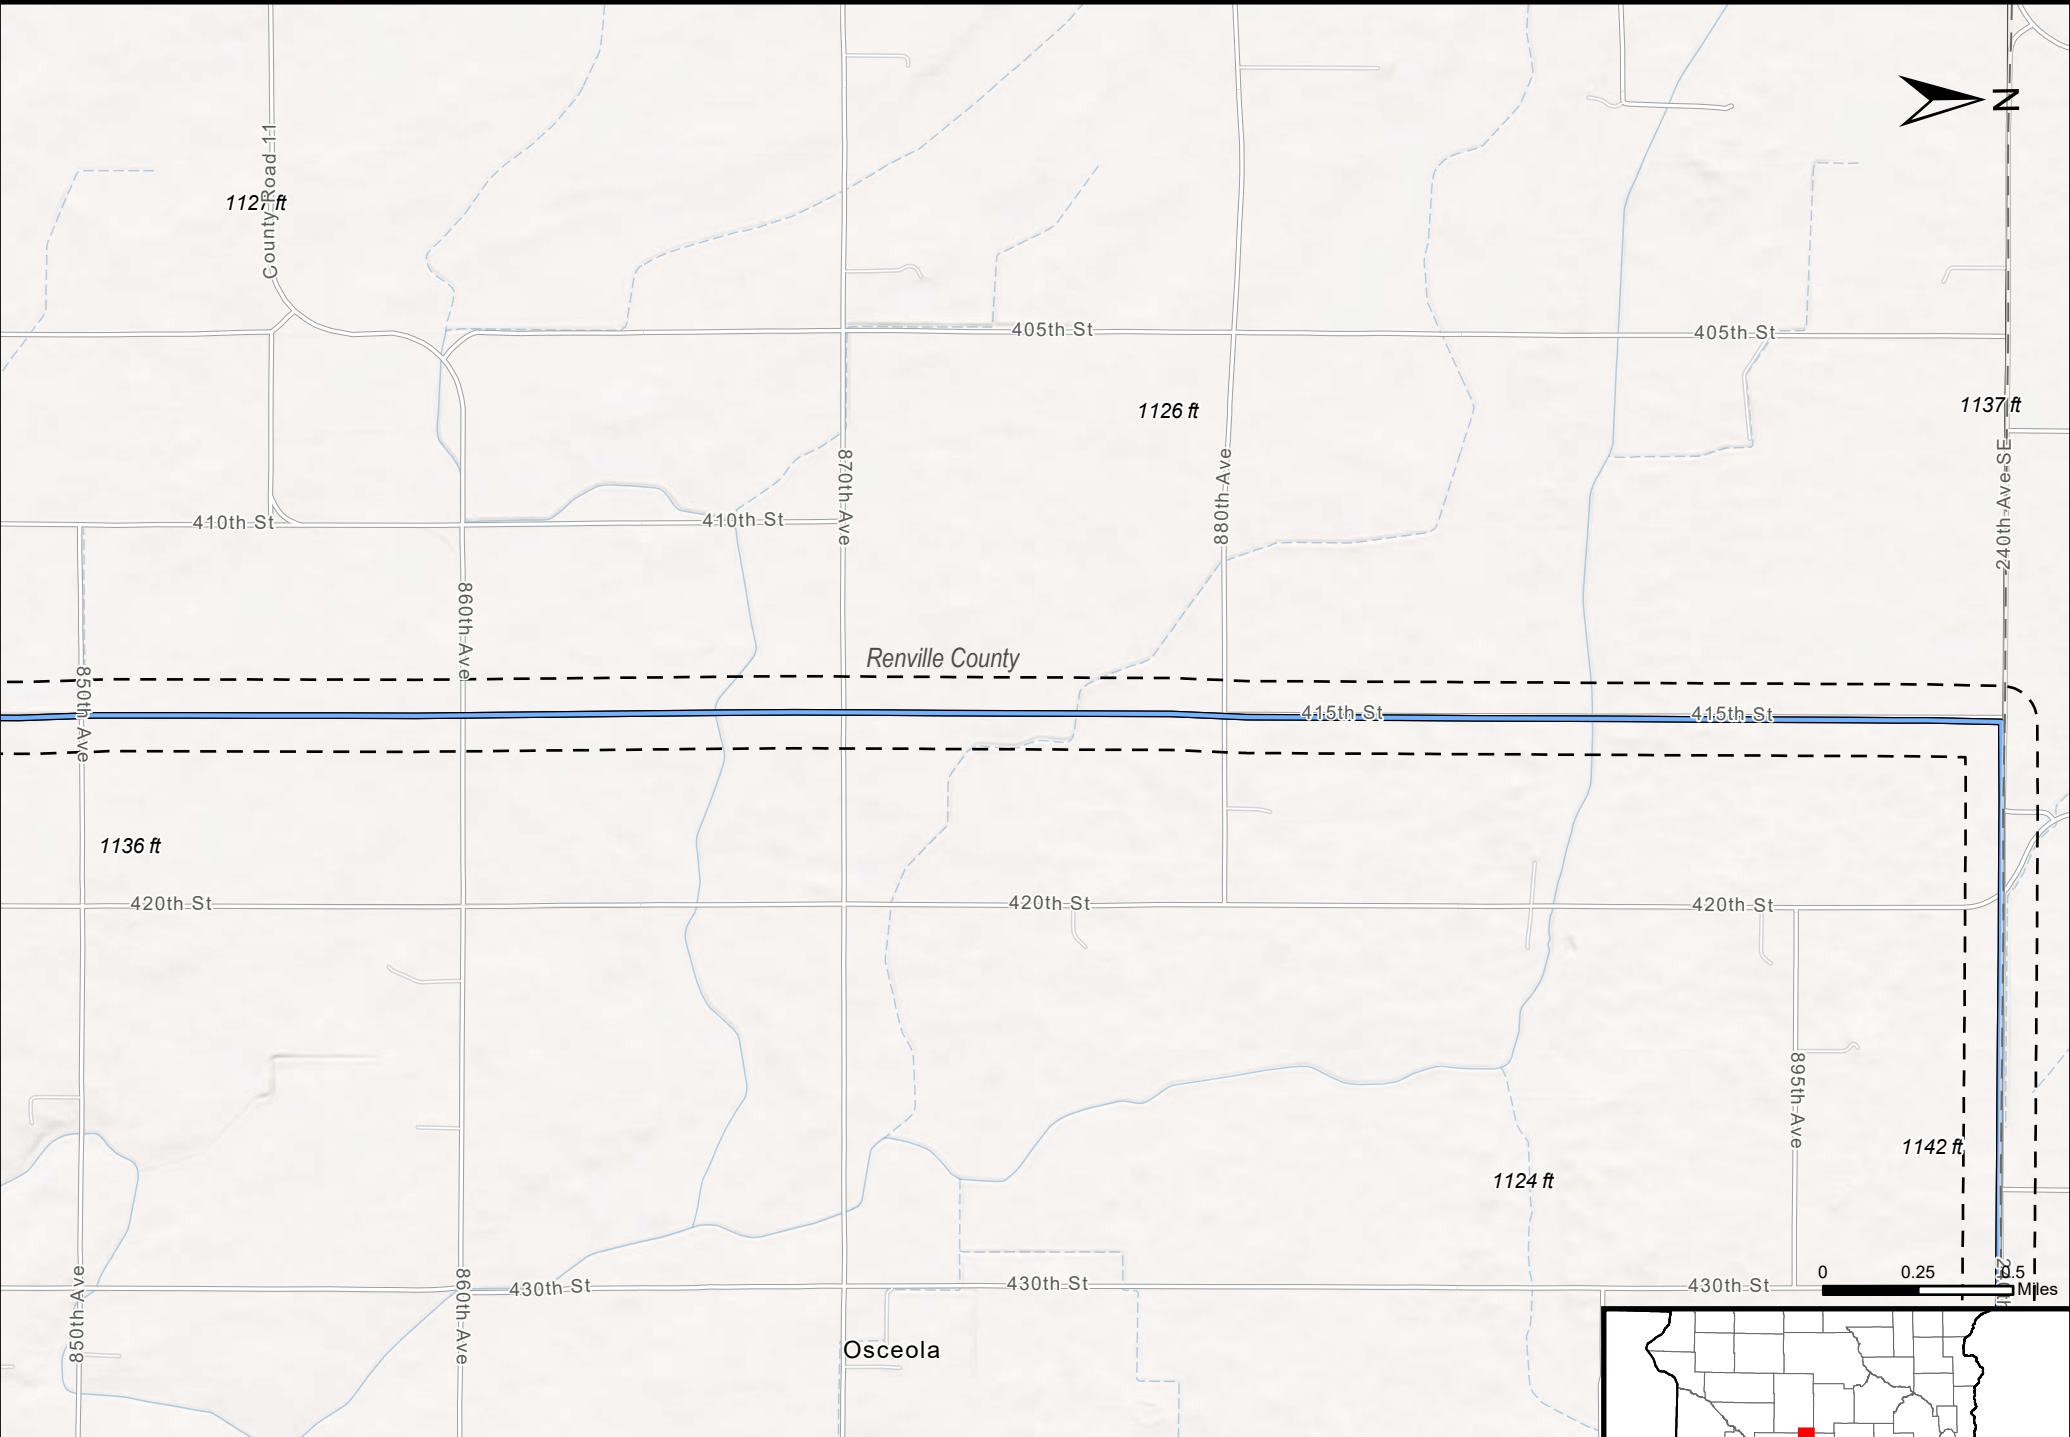 N
County Road 11
1127 ft
405th St
405th St
1126 ft
1137 ft
240th Ave SE
870th Ave
880th Ave
410th St
410th St
860th Ave
Renville County
850th Ave
415th St
415th St
1136 ft
420th St
420th St
420th St
895th Ave
1142 ft
1124 ft
850th Ave
860th Ave
430th St
430th St
430th St
0 0.25 0.5
Miles
Osceola